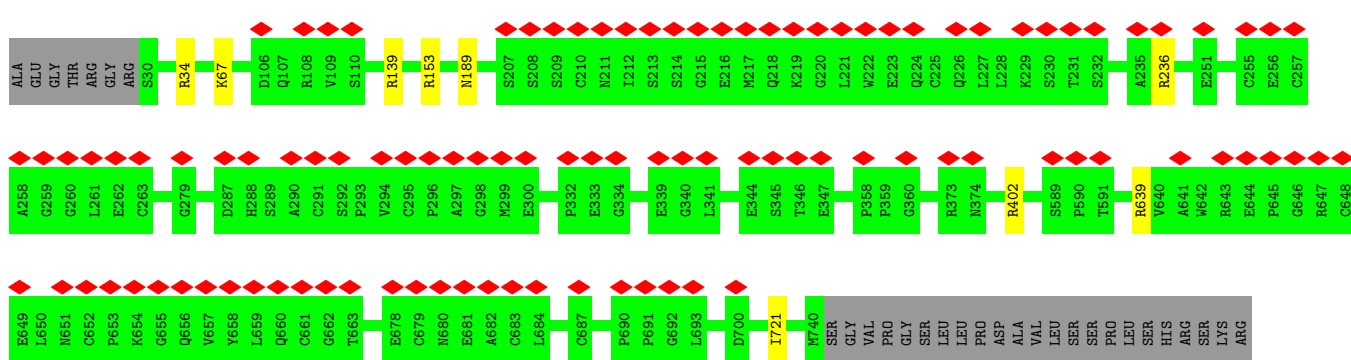 ALA GLU GLY THR ARG GLY ARG S30 R34 K67 D106 Q107 R108 V109 S110 R139 R153 N189 S207 S208 S209 C210 N211 I212 S213 S214 G215 E216 M217 Q218 K219 G220 L221 W222 E223 Q224 C225 Q226 L227 L228 K229 S230 T231 S232 A235 R236 E251 C255 E256 C257
A258 G259 G260 L261 E262 C263 G279 D287 H288 S289 A290 C291 S292 P293 V294 C295 P296 A297 G298 M299 E300 P332 E333 G334 E339 G340 L341 E344 S345 T346 E347 P358 P359 G360 R373 N374 R402 S589 P590 T591 R639 V640 A641 W642 R643 E644 P645 G646 R647 C648
E649 L650 N651 C652 P653 K654 G655 Q656 V657 Y658 L659 Q660 C661 G662 T663 E678 C679 N680 E681 A682 C683 L684 C687 P690 P691 G692 L693 D700 I721 M740 SER GLY VAL PRO GLY SER LEU LEU PRO ASP ALA VAL LEU SER SER PRO LEU SER HIS ARG SER LYS ARG